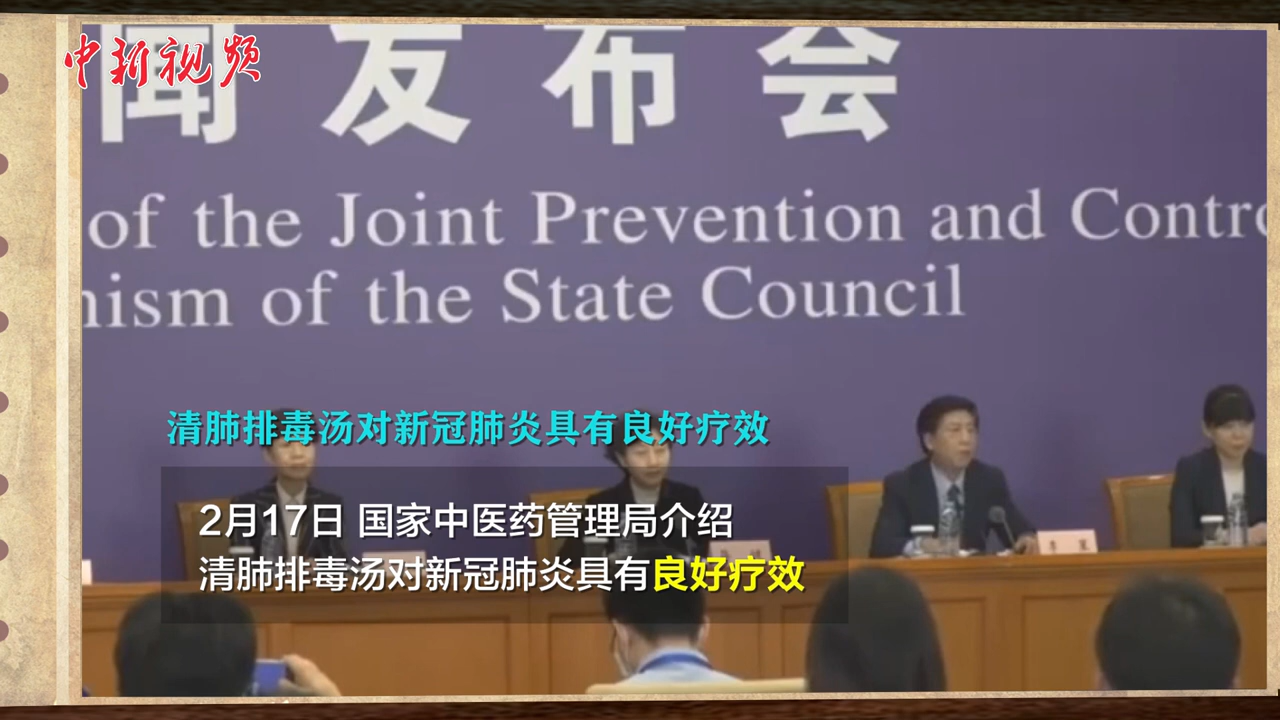 中新视频
闻发布会
of the Joint Prevention and Contro
nism of the State Council
清肺排毒汤对新冠肺炎具有良好疗效
2月17日 国家中医药管理局介绍
清肺排毒汤对新冠肺炎具有良好疗效